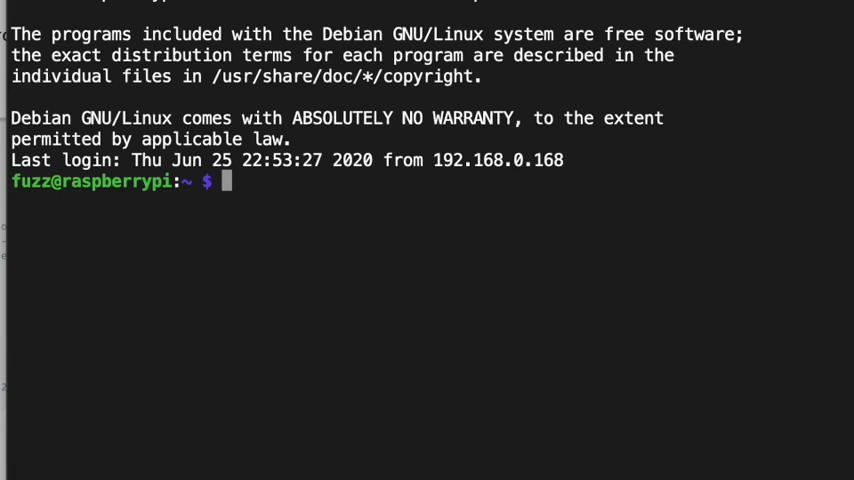 The programs included with the Debian GNU/Linux system are free software;
the exact distribution terms for each program are described in the
individual files in /usr/share/doc/*/copyright.
Debian GNU/Linux comes with ABSOLUTELY NO WARRANTY, to the extent
permitted by applicable law.
Last login: Thu Jun 25 22:53:27 2020 from 192.168.0.168
fuzz@raspberrypi:~ $